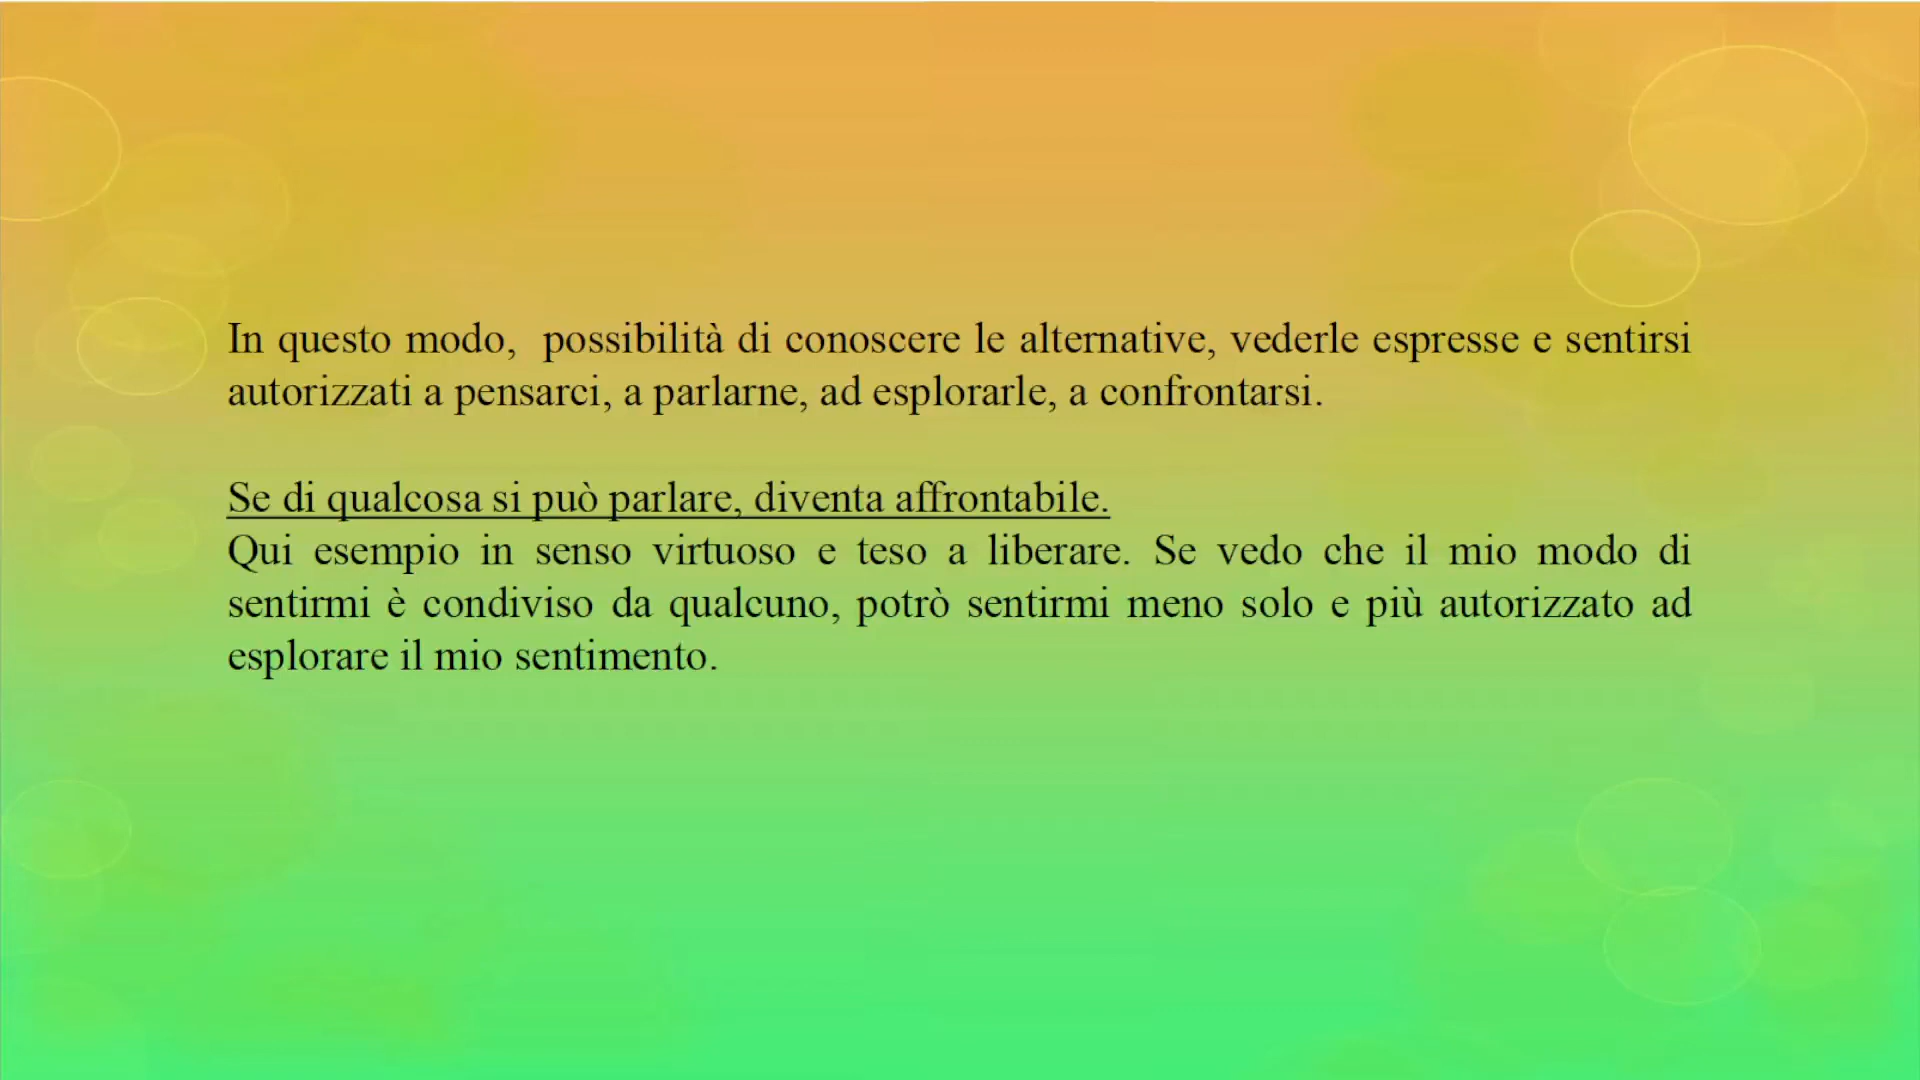 In questo modo,  possibilità di conoscere le alternative, vederle espresse e sentirsi
autorizzati a pensarci, a parlarne, ad esplorarle, a confrontarsi.
Se di qualcosa si può parlare, diventa affrontabile.
Qui esempio in senso virtuoso e teso a liberare. Se vedo che il mio modo di
sentirmi è condiviso da qualcuno, potrò sentirmi meno solo e più autorizzato ad
esplorare il mio sentimento.